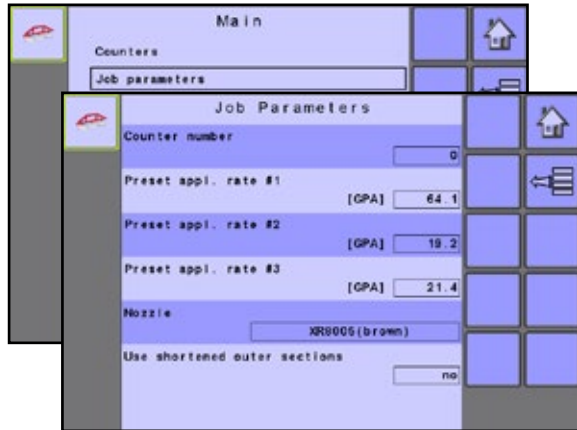 Main
Counters
Job parameters
Job Parameters
Counter number
0
Preset appl. rate #1
[GPA] 64.1
Preset appl. rate #2
[GPA] 19.2
Preset appl. rate #3
[GPA] 21.4
Nozzle
XR8005(brown)
Use shortened outer sections
no